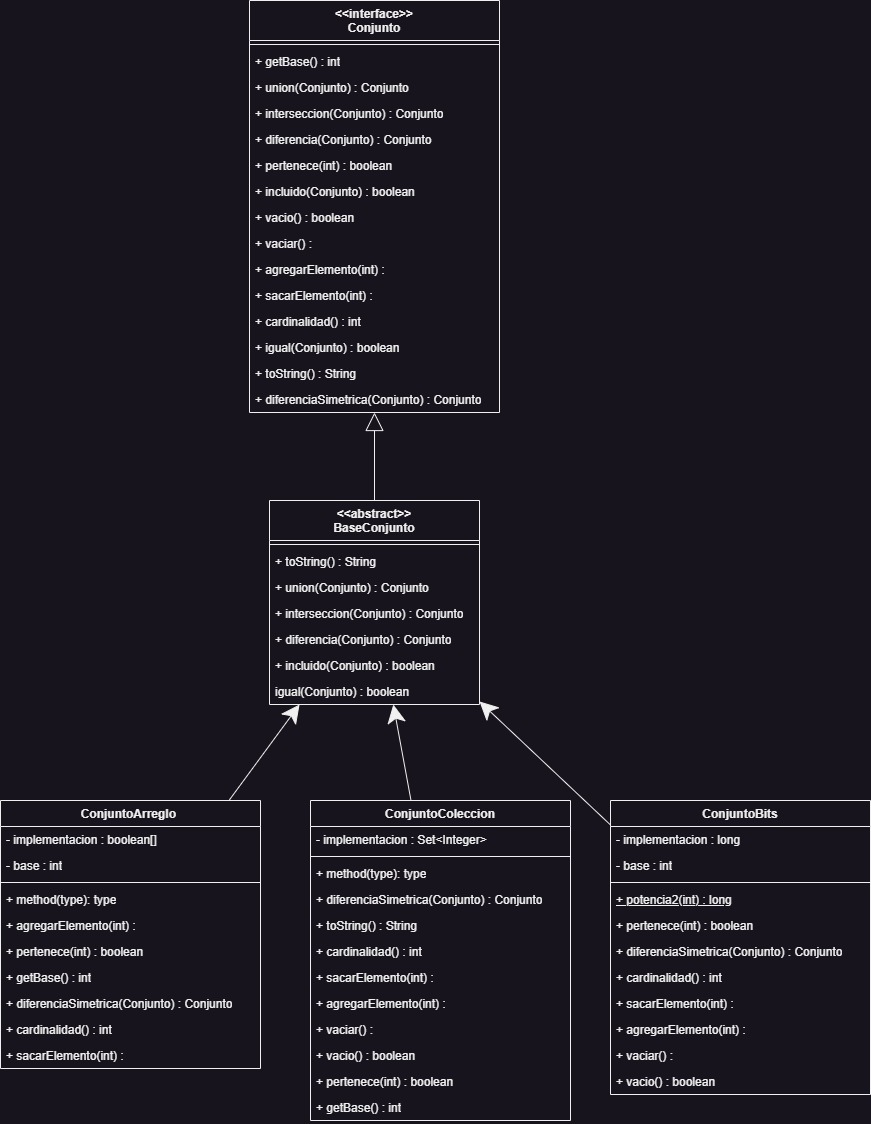 <<interface>>
Conjunto
+ getBase() : int
+ union(Conjunto) : Conjunto
+ interseccion(Conjunto) : Conjunto
+ diferencia(Conjunto) : Conjunto
+ pertenece(int) : boolean
+ incluido(Conjunto) : boolean
+ vacio() : boolean
+ vaciar() :
+ agregarElemento(int) :
+ sacarElemento(int) :
+ cardinalidad() : int
+ igual(Conjunto) : boolean
+ toString() : String
+ diferenciaSimetrica(Conjunto) : Conjunto
<<abstract>>
BaseConjunto
+ toString() : String
+ union(Conjunto) : Conjunto
+ interseccion(Conjunto) : Conjunto
+ diferencia(Conjunto) : Conjunto
+ incluido(Conjunto) : boolean
igual(Conjunto) : boolean
ConjuntoArreglo
- implementacion : boolean[]
- base : int
+ method(type): type
+ agregarElemento(int) :
+ pertenece(int) : boolean
+ getBase() : int
+ diferenciaSimetrica(Conjunto) : Conjunto
+ cardinalidad() : int
+ sacarElemento(int) :
ConjuntoColeccion
- implementacion : Set<Integer>
+ method(type): type
+ diferenciaSimetrica(Conjunto) : Conjunto
+ toString() : String
+ cardinalidad() : int
+ sacarElemento(int) :
+ agregarElemento(int) :
+ vaciar() :
+ vacio() : boolean
+ pertenece(int) : boolean
+ getBase() : int
ConjuntoBits
- implementacion : long
- base : int
+ potencia2(int) : long
+ pertenece(int) : boolean
+ diferenciaSimetrica(Conjunto) : Conjunto
+ cardinalidad() : int
+ sacarElemento(int) :
+ agregarElemento(int) :
+ vaciar() :
+ vacio() : boolean